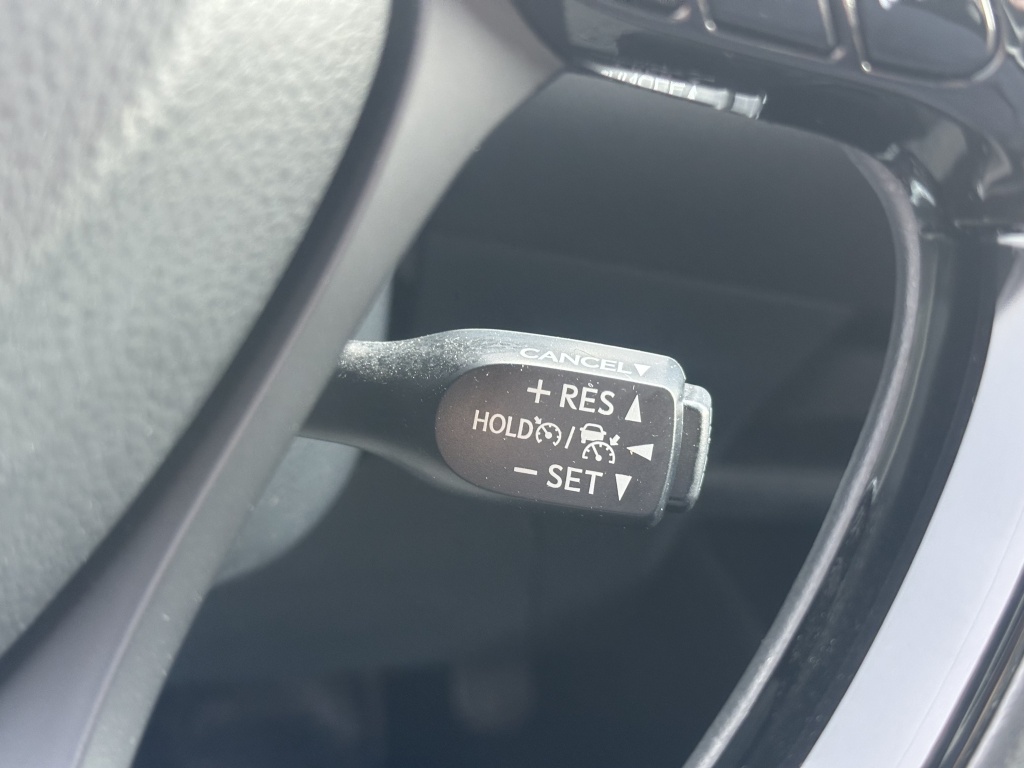 CANCEL▼
+ RES ▲
HOLD / ◀
− SET ▼